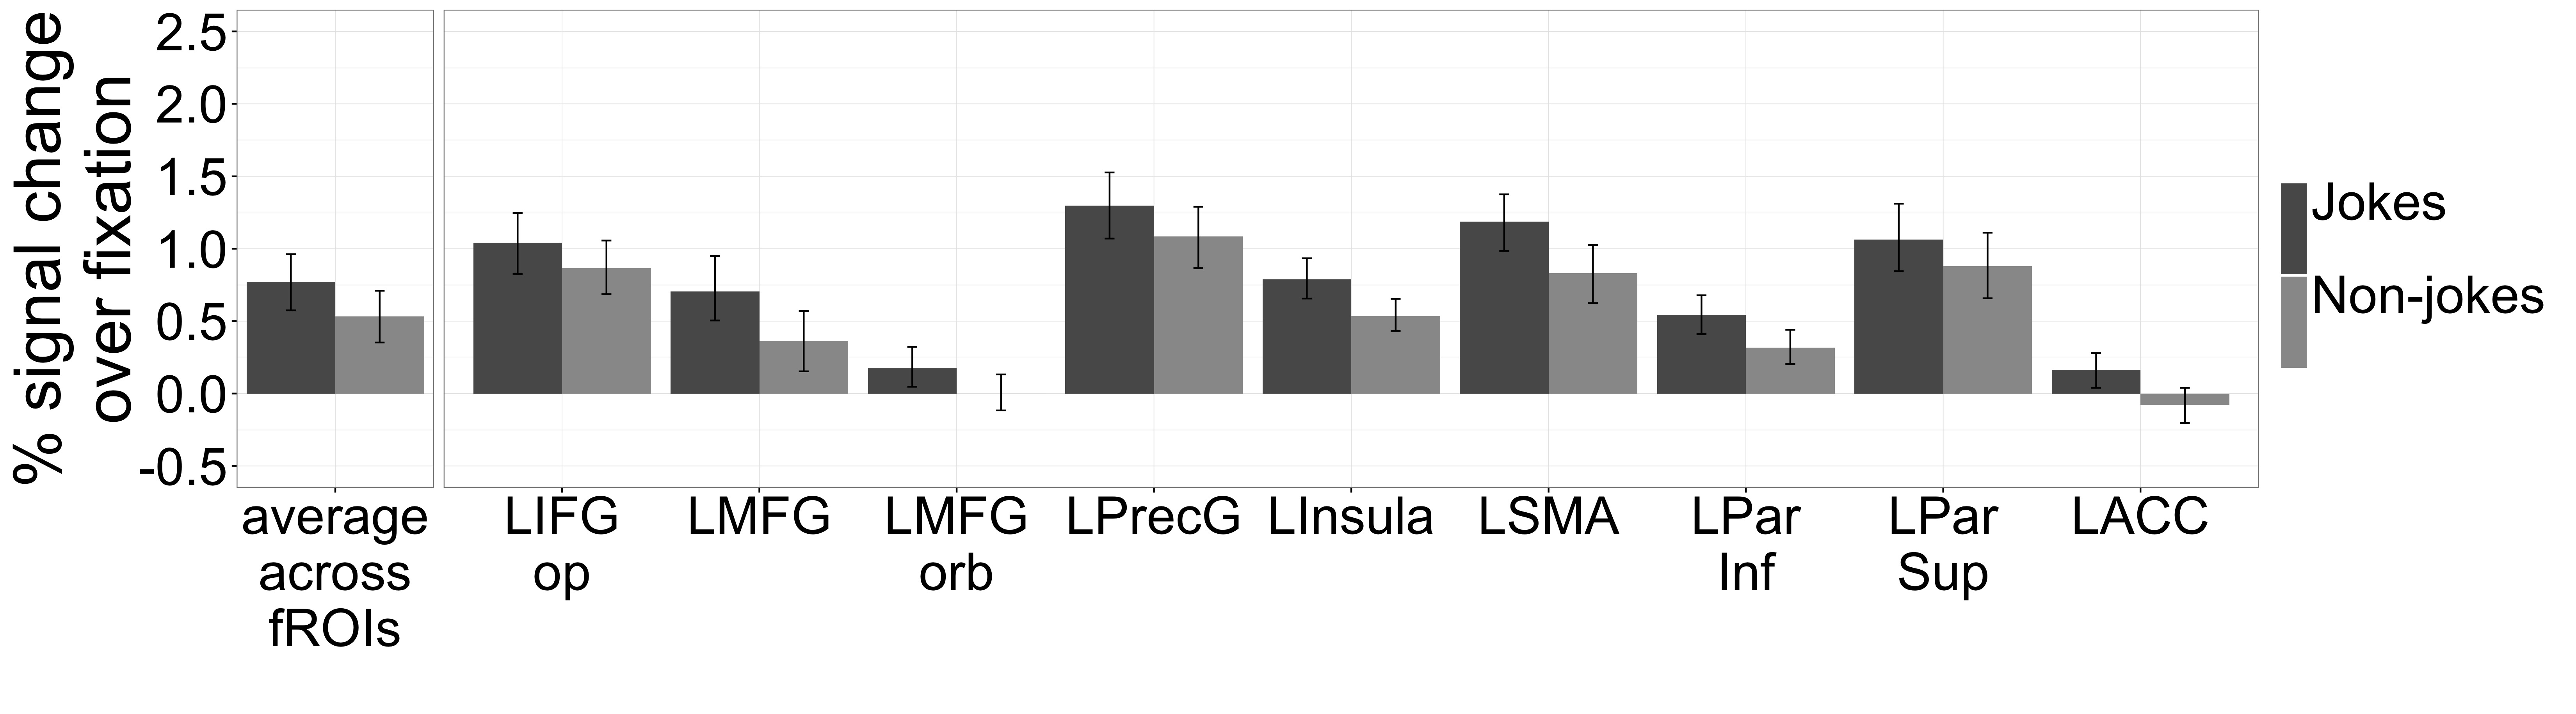 % signal change
over fixation
2.5
2.0
1.5
1.0
0.5
0.0
-0.5
average
across
fROIs
LIFG
op
LMFG
LMFG
orb
LPrecG
LInsula
LSMA
LPar
Inf
LPar
Sup
LACC
Jokes
Non-jokes